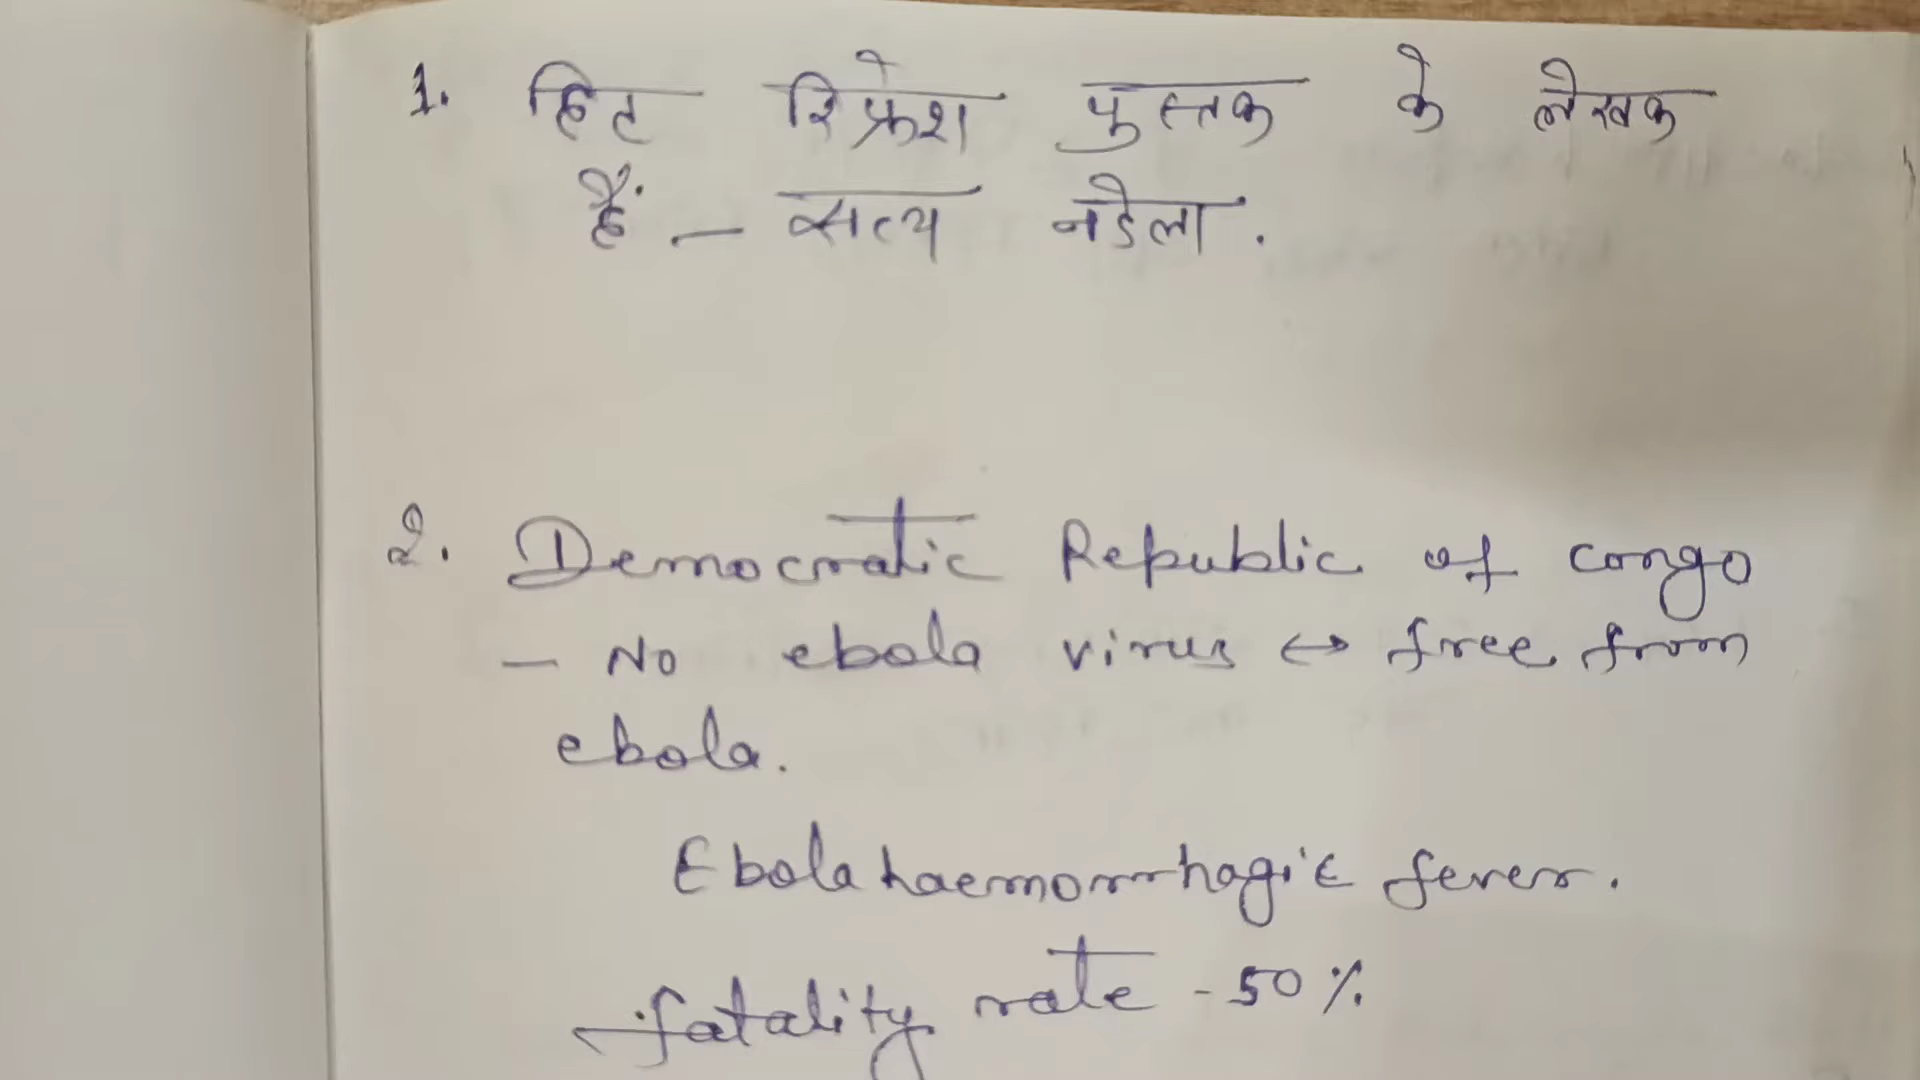 1. हिट रिफ्रेश पुस्तक के लेखक
हैं - सत्य नडेला.
2. Democratic Republic of congo
- No ebola virus ↔ free from
ebola.
Ebola haemorrhagic fever.
fatality rate - 50 %